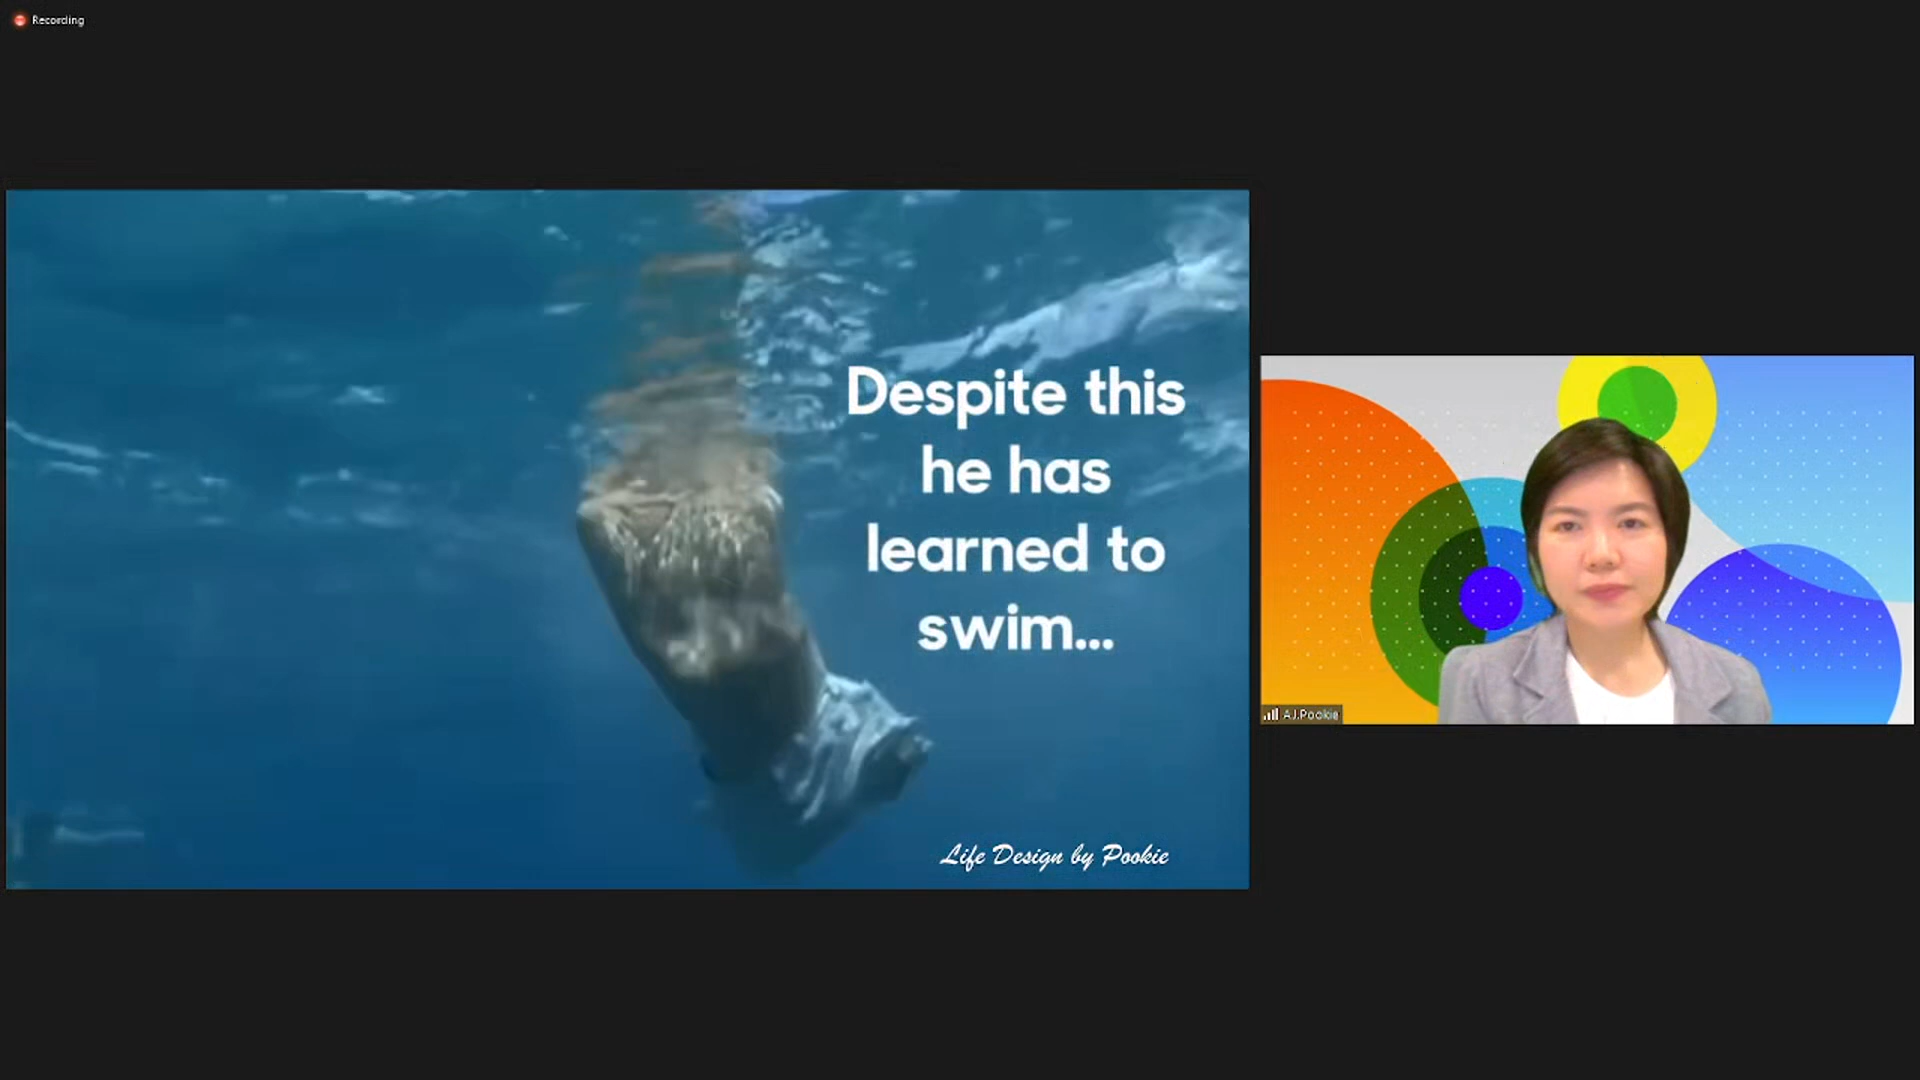 Recording
Despite this
he has
learned to
swim...
Life Design by Pookie
AJ.Pookie